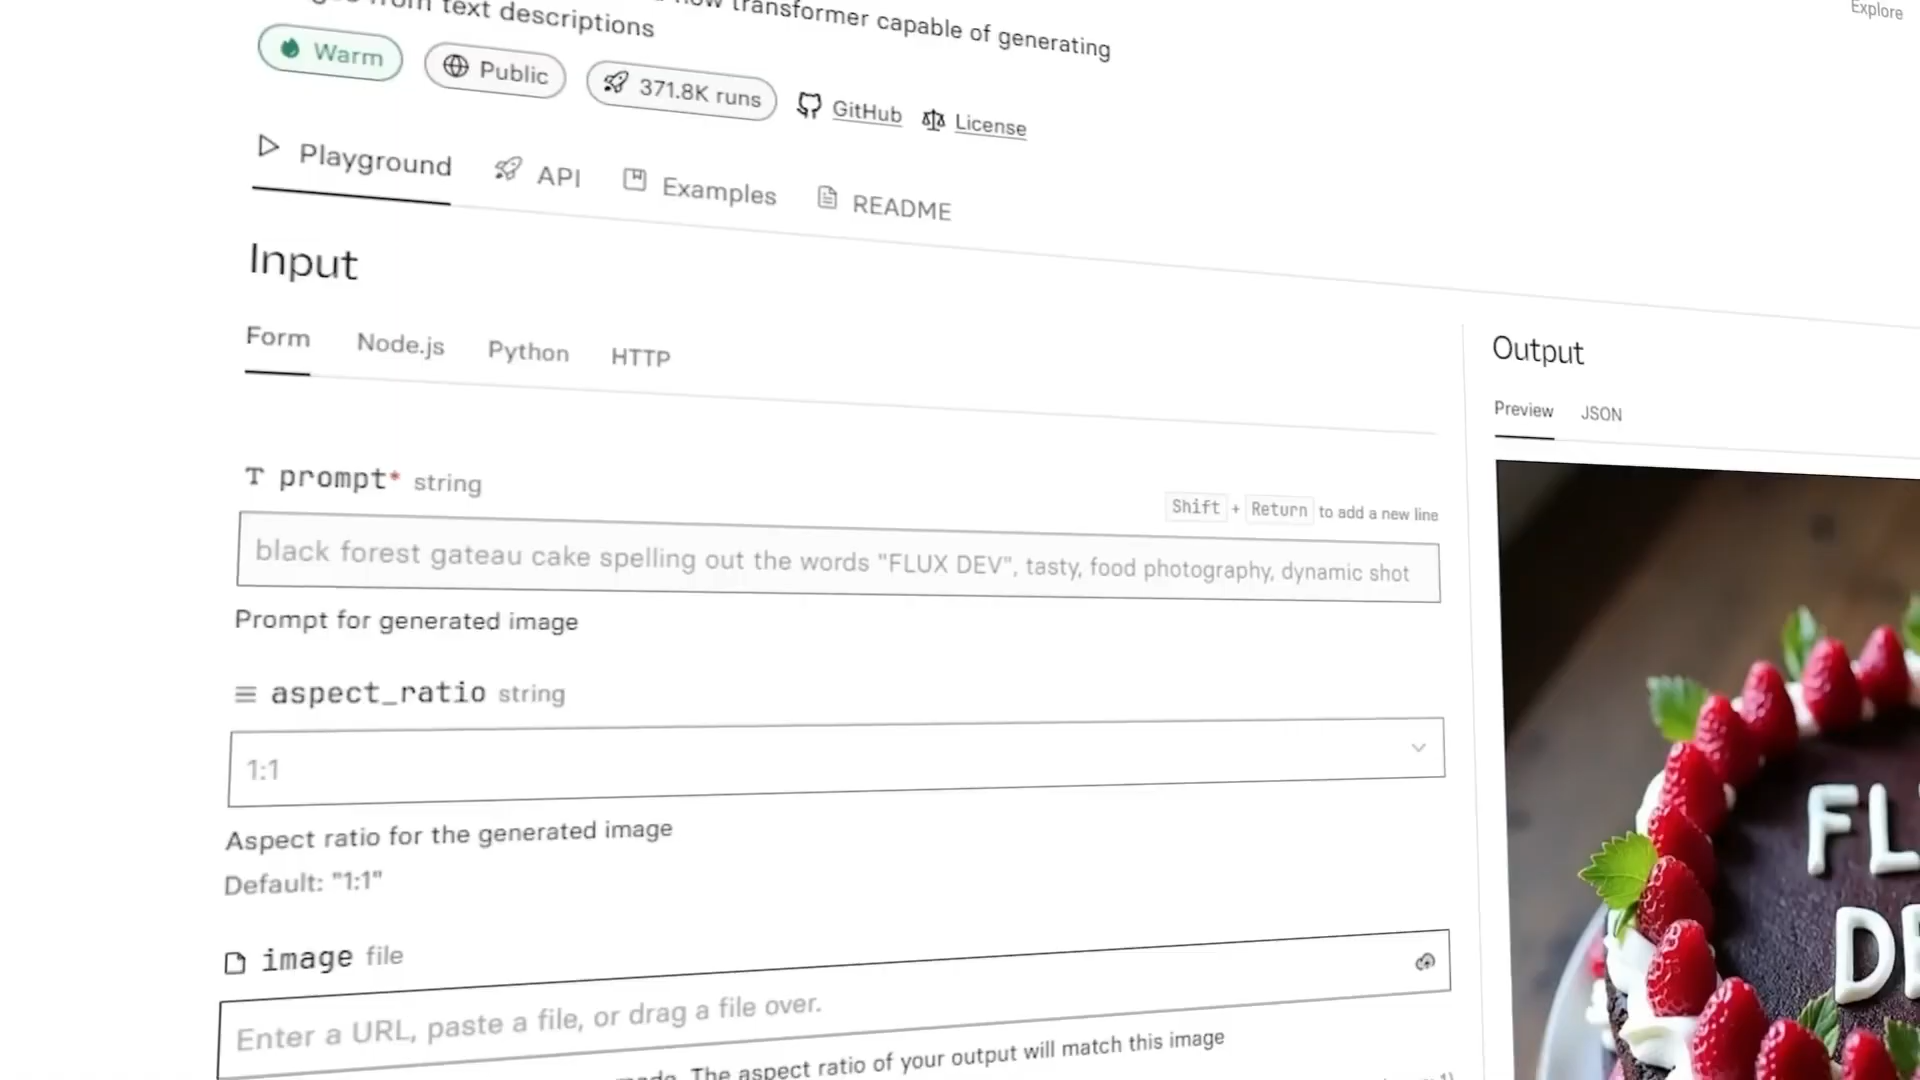 Explore
transformer capable of generating
text descriptions
Warm
Public
371.8K runs
GitHub
License
Playground
API
Examples
README
Input
Form
Node.js
Python
HTTP
prompt* string
Shift + Return to add a new line
black forest gateau cake spelling out the words "FLUX DEV", tasty, food photography, dynamic shot
Prompt for generated image
aspect_ratio string
1:1
Aspect ratio for the generated image
Default: "1:1"
image file
Enter a URL, paste a file, or drag a file over.
The aspect ratio of your output will match this image
Output
Preview
JSON
FL
DE